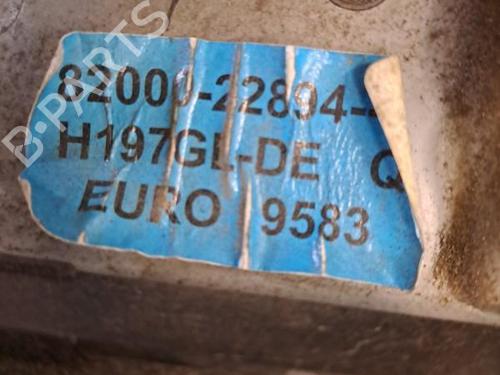 B-PARTS
82000-22894-
H197GL-DE Q
EURO 9583